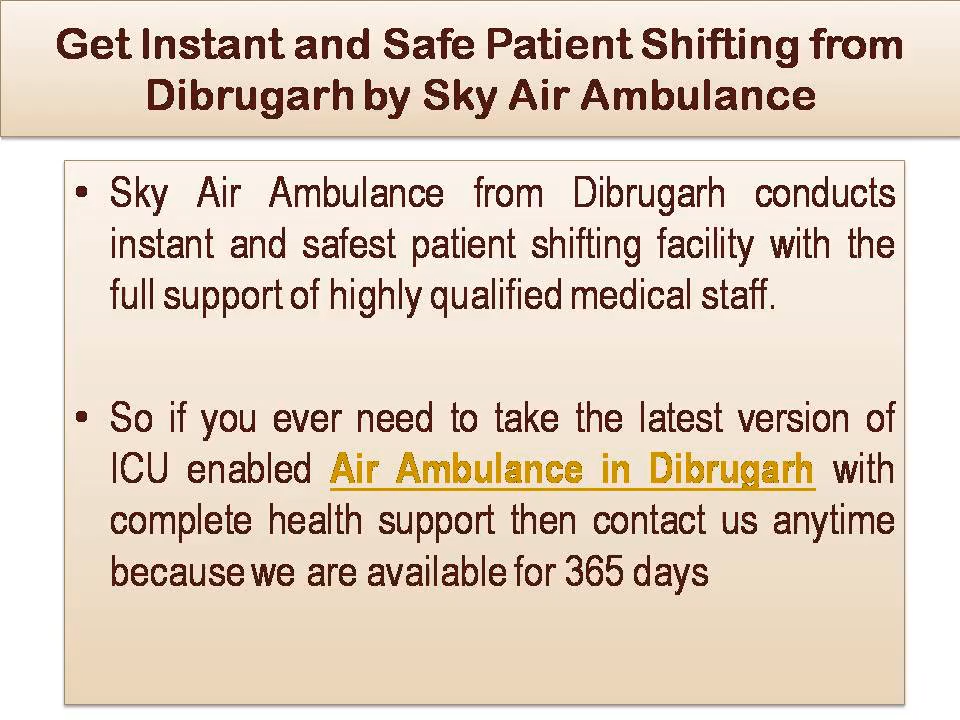 Get Instant and Safe Patient Shifting from
Dibrugarh by Sky Air Ambulance
• Sky Air Ambulance from Dibrugarh conducts
instant and safest patient shifting facility with the
full support of highly qualified medical staff.
• So if you ever need to take the latest version of
ICU enabled Air Ambulance in Dibrugarh with
complete health support then contact us anytime
because we are available for 365 days